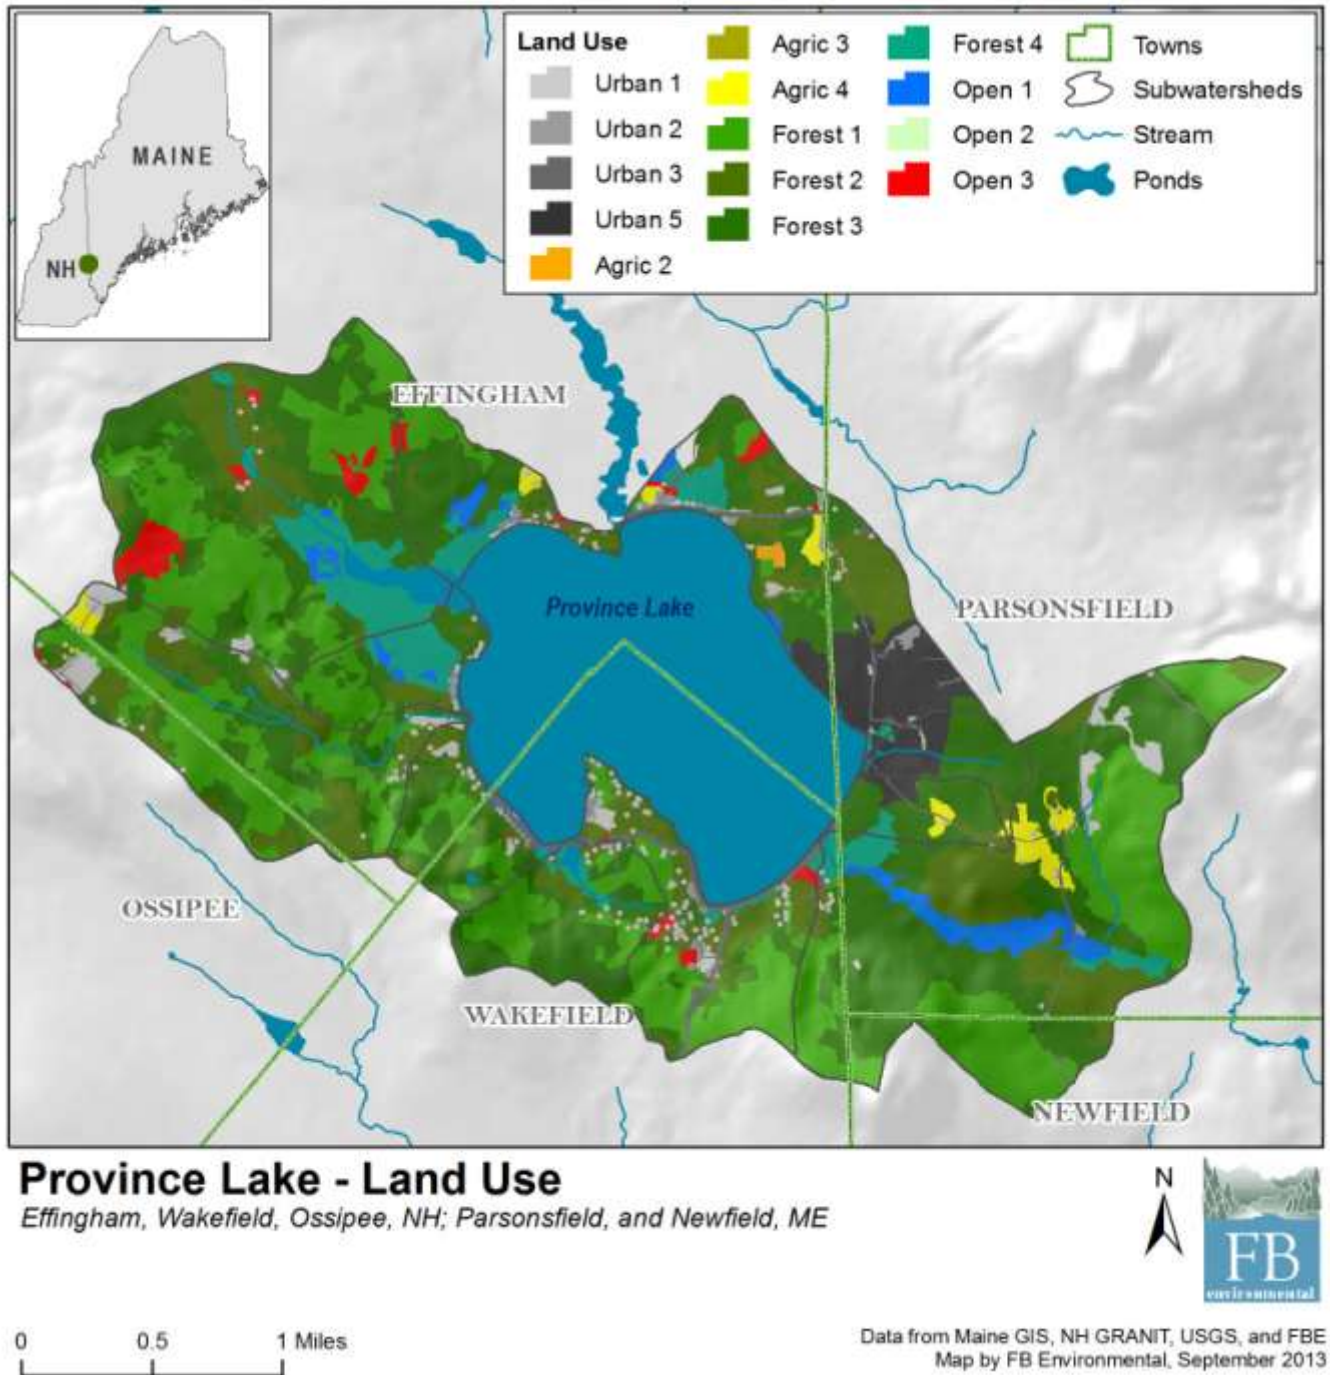 MAINE
NH
Land Use
Urban 1
Urban 2
Urban 3
Urban 5
Agric 2
Agric 3
Agric 4
Forest 1
Forest 2
Forest 3
Forest 4
Open 1
Open 2
Open 3
Towns
Subwatersheds
Stream
Ponds
EFFINGHAM
Province Lake
PARSONSFIELD
OSSIPEE
WAKEFIELD
NEWFIELD
Province Lake - Land Use
Effingham, Wakefield, Ossipee, NH; Parsonsfield, and Newfield, ME
N
FB
environmental
0 0.5 1 Miles
Data from Maine GIS, NH GRANIT, USGS, and FBE
Map by FB Environmental, September 2013